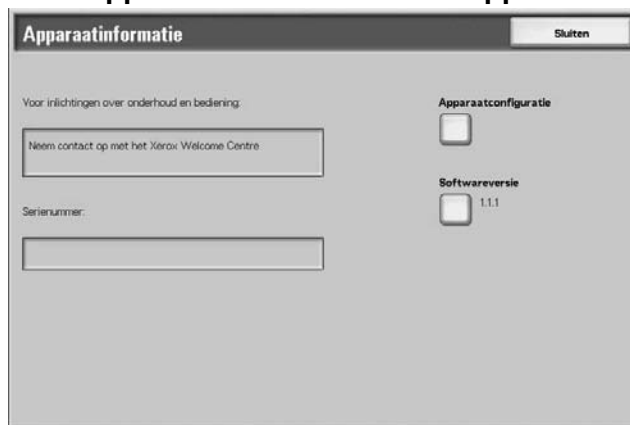 Apparaatinformatie
Sluiten
Voor inlichtingen over onderhoud en bediening:
Neem contact op met het Xerox Welcome Centre
Serienummer:
Apparaatconfiguratie
Softwareversie
1.1.1